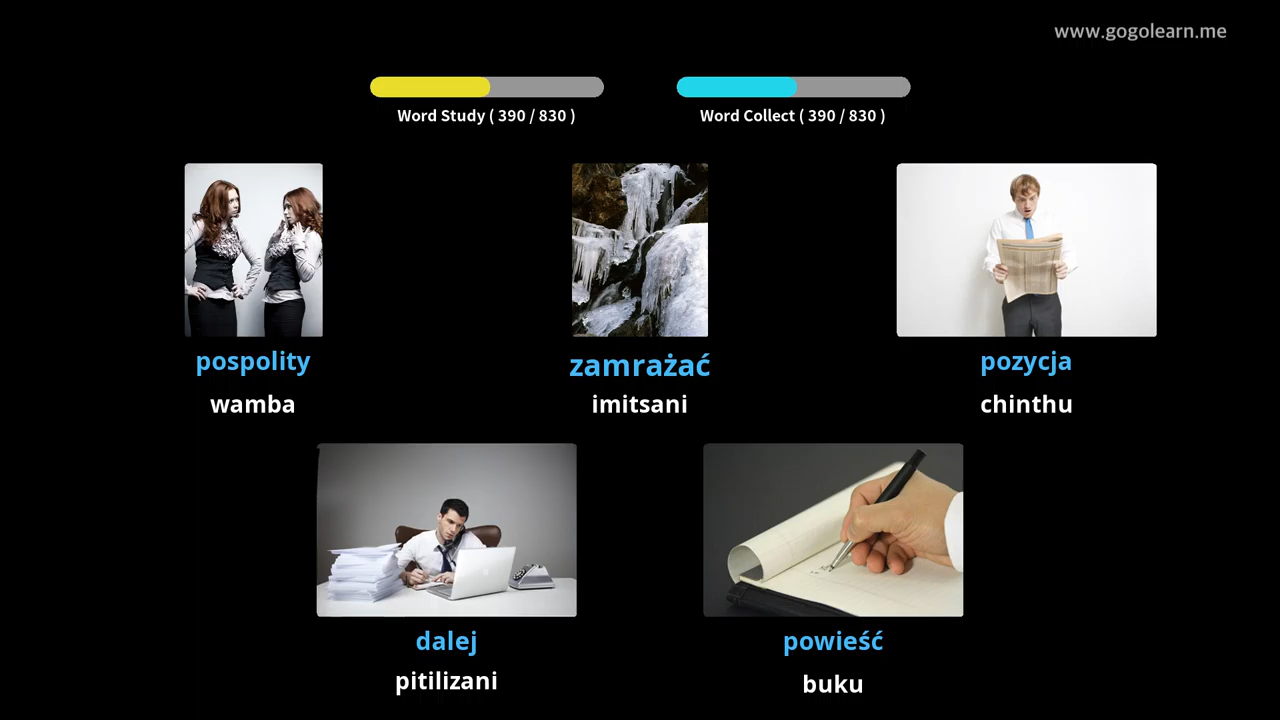 www.gogolearn.me
Word Study ( 390 / 830 )
Word Collect ( 390 / 830 )
pospolity
zamrażać
pozycja
wamba
imitsani
chinthu
dalej
powieść
pitilizani
buku